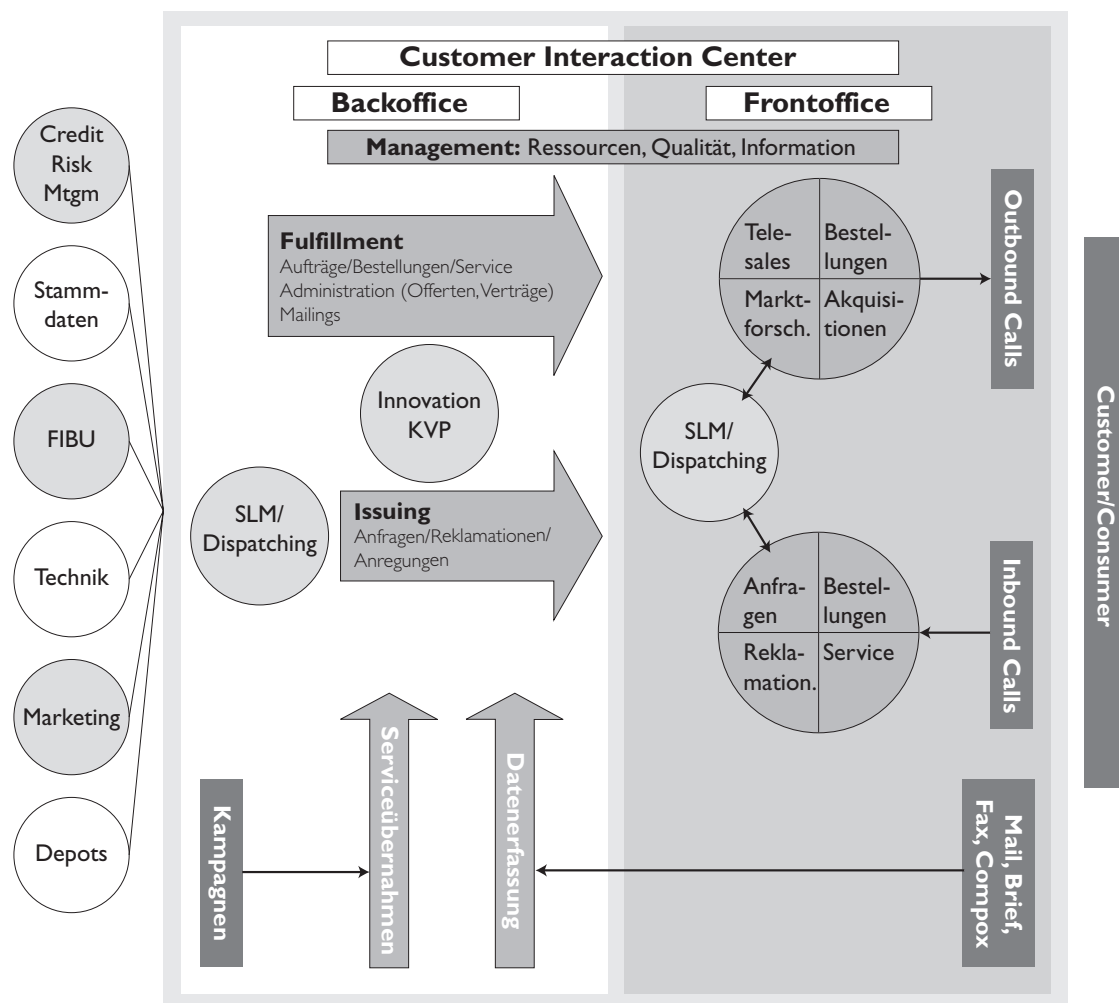 Customer Interaction Center
Backoffice
Frontoffice
Management: Ressourcen, Qualität, Information
Credit
Risk
Mtgm
Stamm-
daten
FIBU
Technik
Marketing
Depots
Fulfillment
Aufträge/Bestellungen/Service
Administration (Offerten, Verträge)
Mailings
Innovation
KVP
SLM/
Dispatching
Issuing
Anfragen/Reklamationen/
Anregungen
Kampagnen
Serviceübernahmen
Datenerfassung
Tele-
sales
Bestel-
lungen
Markt-
forsch.
Akquisi-
tionen
SLM/
Dispatching
Anfra-
gen
Bestel-
lungen
Rekla-
mation.
Service
Outbound Calls
Inbound Calls
Mail, Brief,
Fax, Compox
Customer/Consumer